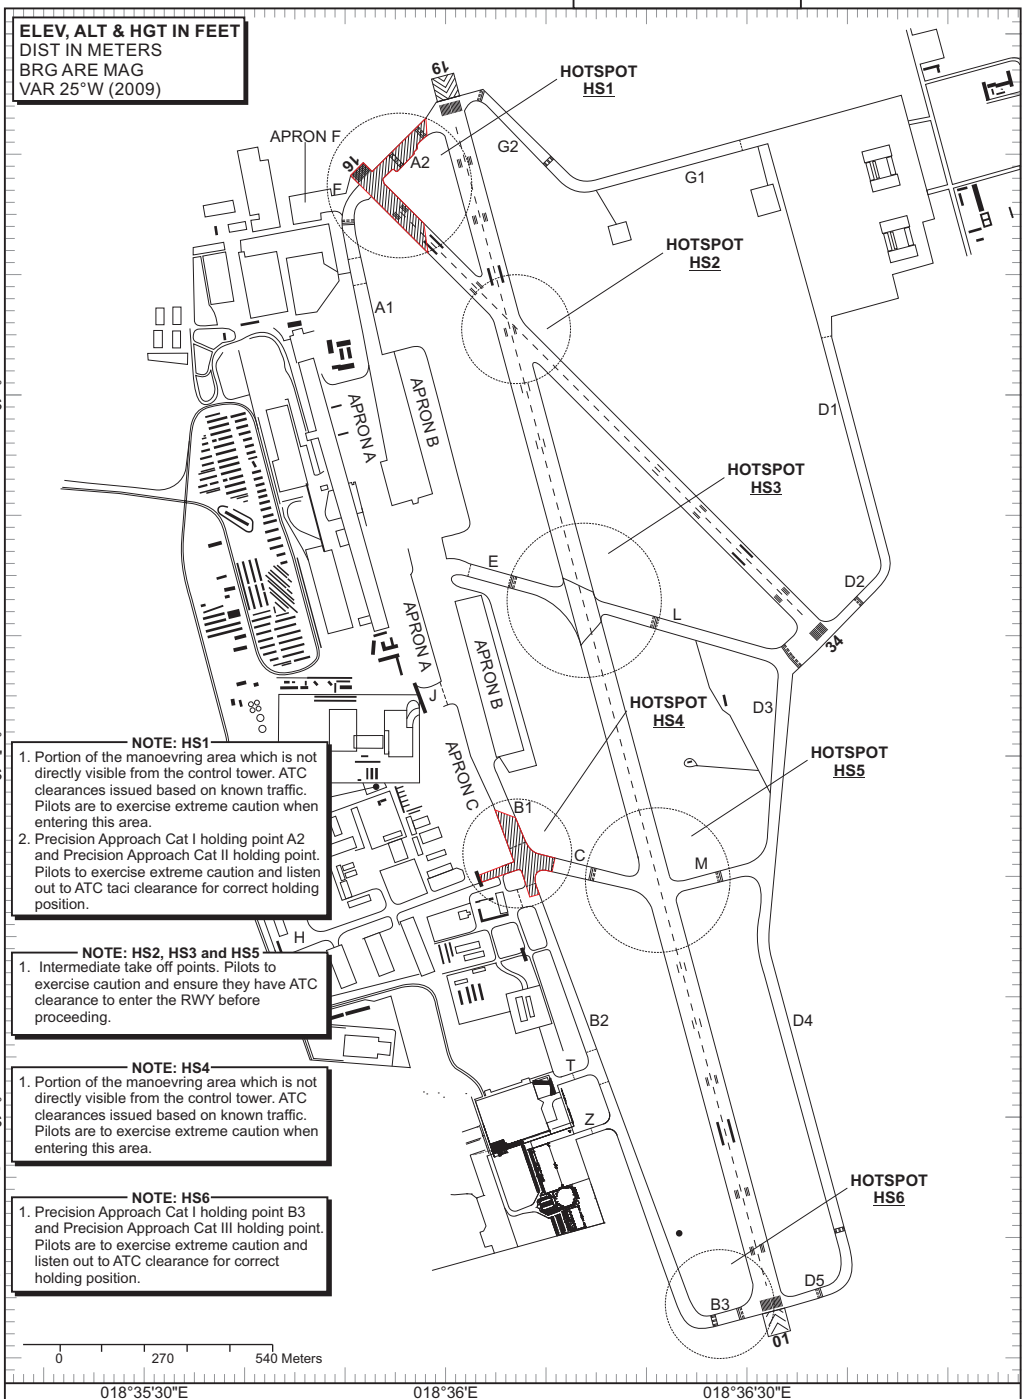 ELEV, ALT & HGT IN FEET
DIST IN METERS
BRG ARE MAG
VAR 25°W (2009)
19
HOTSPOT
HS1
APRON F
16
A2
G2
F
G1
HOTSPOT
HS2
A1
APRON A
APRON B
D1
HOTSPOT
HS3
E
D2
L
34
APRON A
APRON B
J
D3
HOTSPOT
HS4
HOTSPOT
HS5
APRON C
B1
C
M
NOTE: HS1
1. Portion of the manoevring area which is not
directly visible from the control tower. ATC
clearances issued based on known traffic.
Pilots are to exercise extreme caution when
entering this area.
2. Precision Approach Cat I holding point A2
and Precision Approach Cat II holding point.
Pilots to exercise extreme caution and listen
out to ATC taci clearance for correct holding
position.
H
NOTE: HS2, HS3 and HS5
1. Intermediate take off points. Pilots to
exercise caution and ensure they have ATC
clearance to enter the RWY before
proceeding.
B2
D4
T
Z
NOTE: HS4
1. Portion of the manoevring area which is not
directly visible from the control tower. ATC
clearances issued based on known traffic.
Pilots are to exercise extreme caution when
entering this area.
HOTSPOT
HS6
NOTE: HS6
1. Precision Approach Cat I holding point B3
and Precision Approach Cat III holding point.
Pilots are to exercise extreme caution and
listen out to ATC clearance for correct
holding position.
D5
B3
01
0 270 540 Meters
018°35'30"E 018°36'E 018°36'30"E